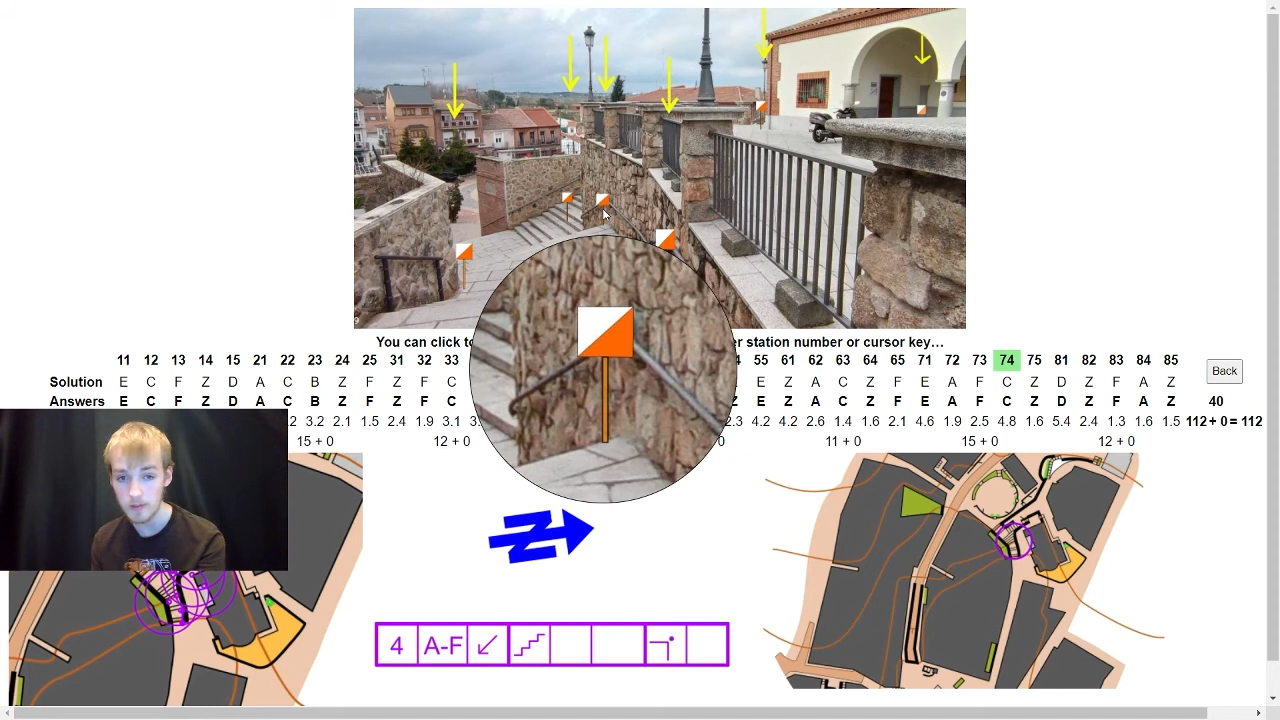 9
You can click to
er station number or cursor key…
11 12 13 14 15 21 22 23 24 25 31 32 33 4 55 61 62 63 64 65 71 72 73 74 75 81 82 83 84 85
Back
Solution E C F Z D A C B Z F Z F C E Z A C Z F E A F C Z D Z F A Z
Answers E C F Z D A C B Z F Z F C Z E Z A C Z F E A F C Z D Z F A Z 40
2 3.2 2.1 1.5 2.4 1.9 3.1 2.3 4.2 4.2 2.6 1.4 1.6 2.1 4.6 1.9 2.5 4.8 1.6 5.4 2.4 1.3 1.6 1.5 112 + 0 = 112
15 + 0 12 + 0 0 11 + 0 15 + 0 12 + 0
4 A-F